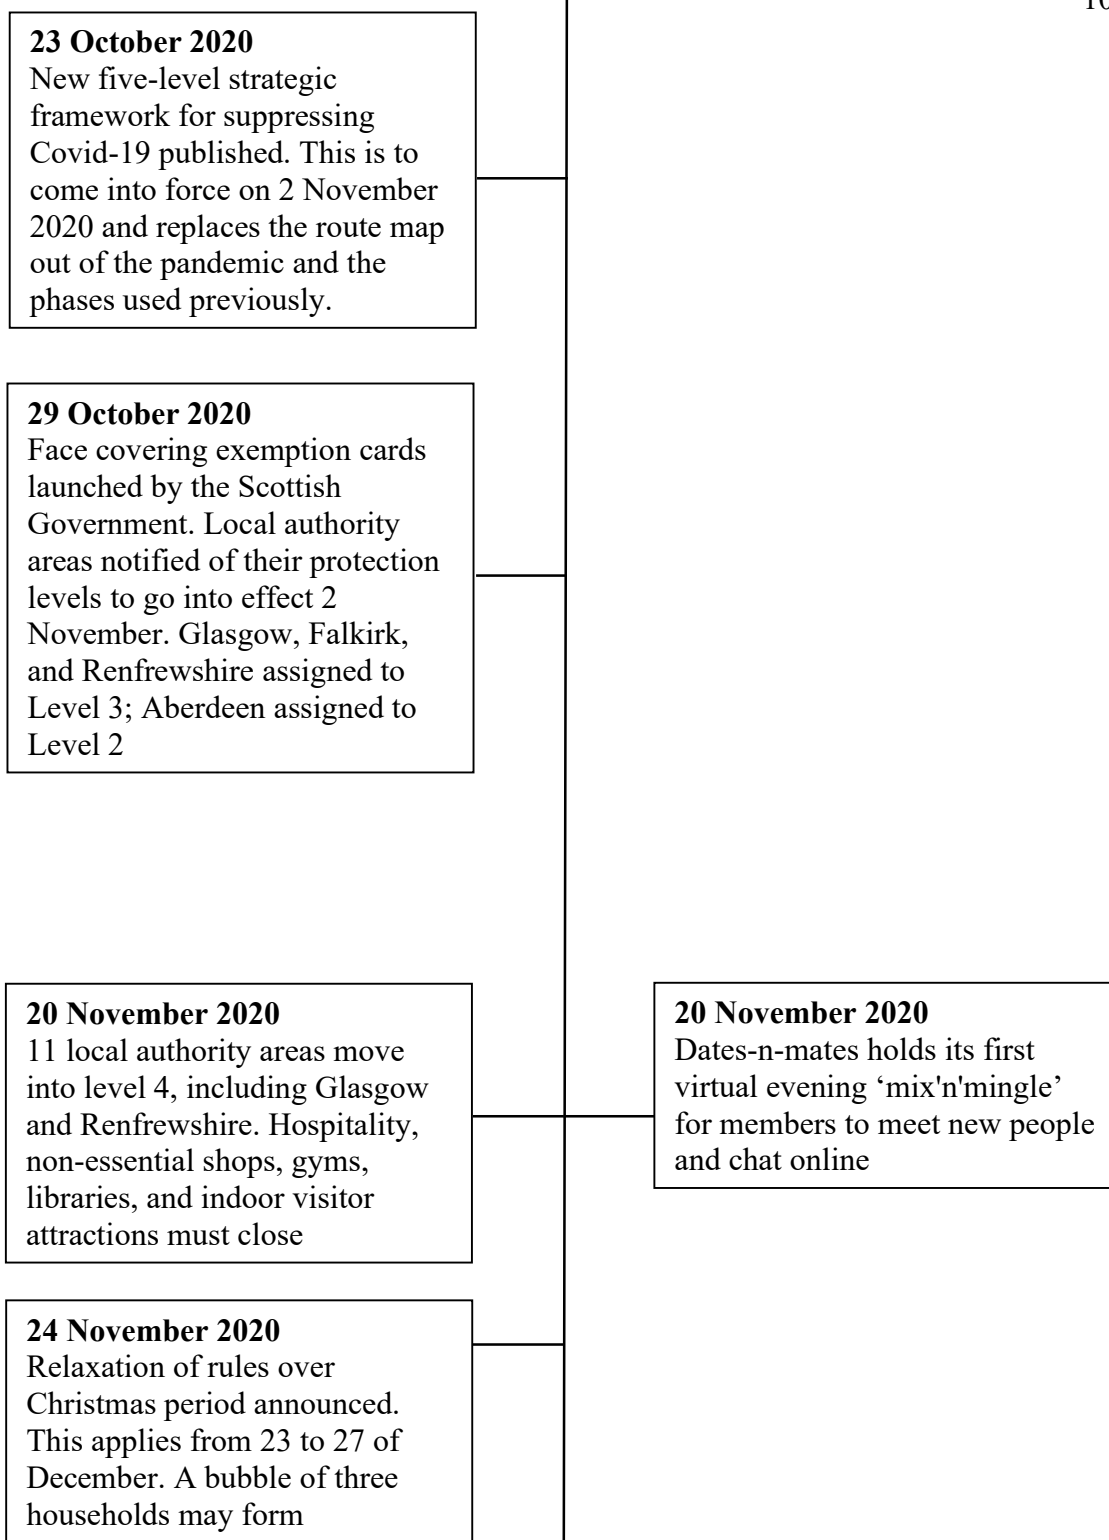 23 October 2020
New five-level strategic
framework for suppressing
Covid-19 published. This is to
come into force on 2 November
2020 and replaces the route map
out of the pandemic and the
phases used previously.
29 October 2020
Face covering exemption cards
launched by the Scottish
Government. Local authority
areas notified of their protection
levels to go into effect 2
November. Glasgow, Falkirk,
and Renfrewshire assigned to
Level 3; Aberdeen assigned to
Level 2
20 November 2020
11 local authority areas move
into level 4, including Glasgow
and Renfrewshire. Hospitality,
non-essential shops, gyms,
libraries, and indoor visitor
attractions must close
20 November 2020
Dates-n-mates holds its first
virtual evening ‘mix'n'mingle’
for members to meet new people
and chat online
24 November 2020
Relaxation of rules over
Christmas period announced.
This applies from 23 to 27 of
December. A bubble of three
households may form